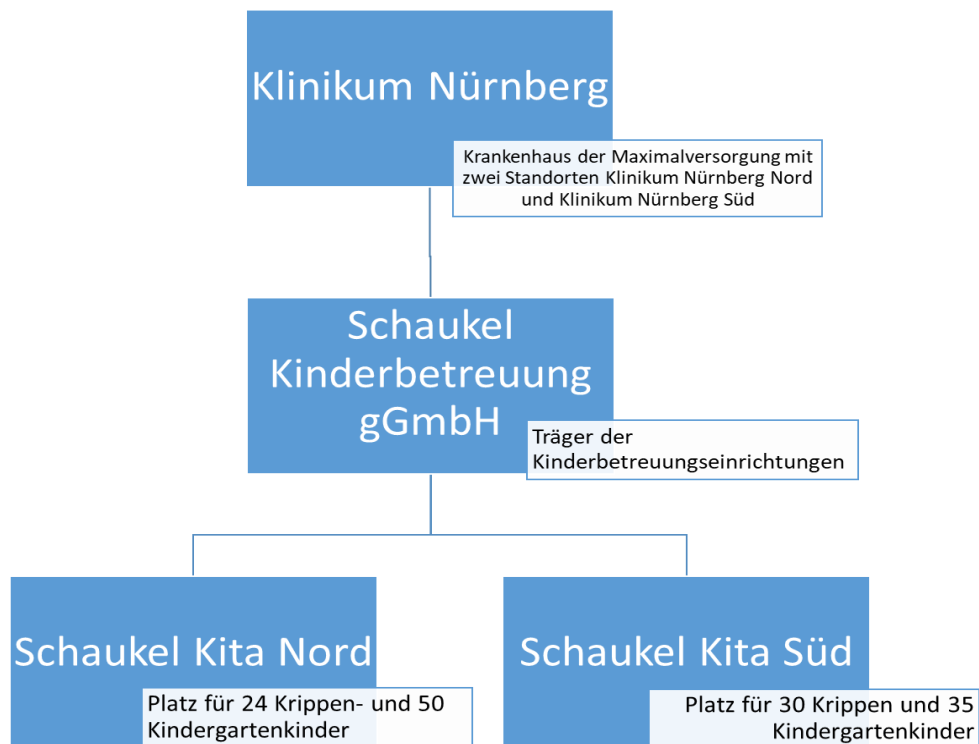 Klinikum Nürnberg
Krankenhaus der Maximalversorgung mit
zwei Standorten Klinikum Nürnberg Nord
und Klinikum Nürnberg Süd
Schaukel
Kinderbetreuung
gGmbH
Träger der
Kinderbetreuungseinrichtungen
Schaukel Kita Nord
Platz für 24 Krippen- und 50
Kindergartenkinder
Schaukel Kita Süd
Platz für 30 Krippen und 35
Kindergartenkinder